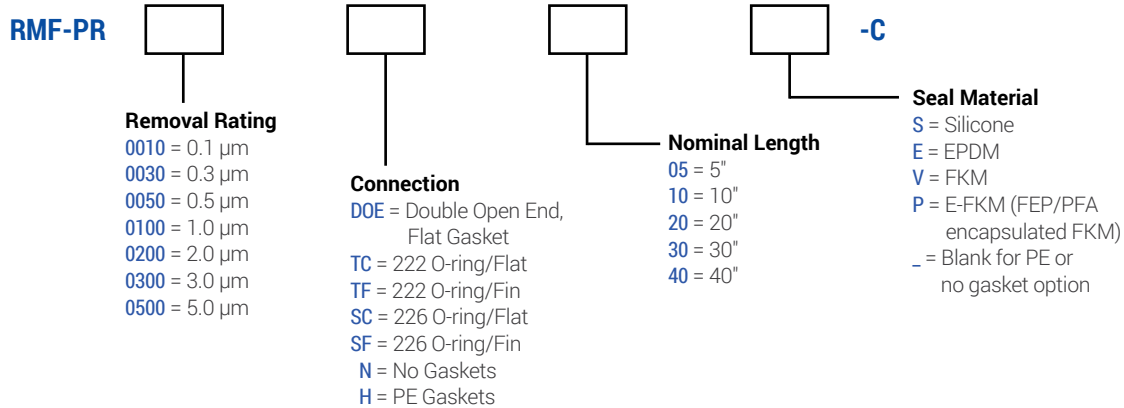 RMF-PR -C
Removal Rating
0010 = 0.1 µm
0030 = 0.3 µm
0050 = 0.5 µm
0100 = 1.0 µm
0200 = 2.0 µm
0300 = 3.0 µm
0500 = 5.0 µm
Connection
DOE = Double Open End,
Flat Gasket
TC = 222 O-ring/Flat
TF = 222 O-ring/Fin
SC = 226 O-ring/Flat
SF = 226 O-ring/Fin
N = No Gaskets
H = PE Gaskets
Nominal Length
05 = 5"
10 = 10"
20 = 20"
30 = 30"
40 = 40"
Seal Material
S = Silicone
E = EPDM
V = FKM
P = E-FKM (FEP/PFA
encapsulated FKM)
_ = Blank for PE or
no gasket option